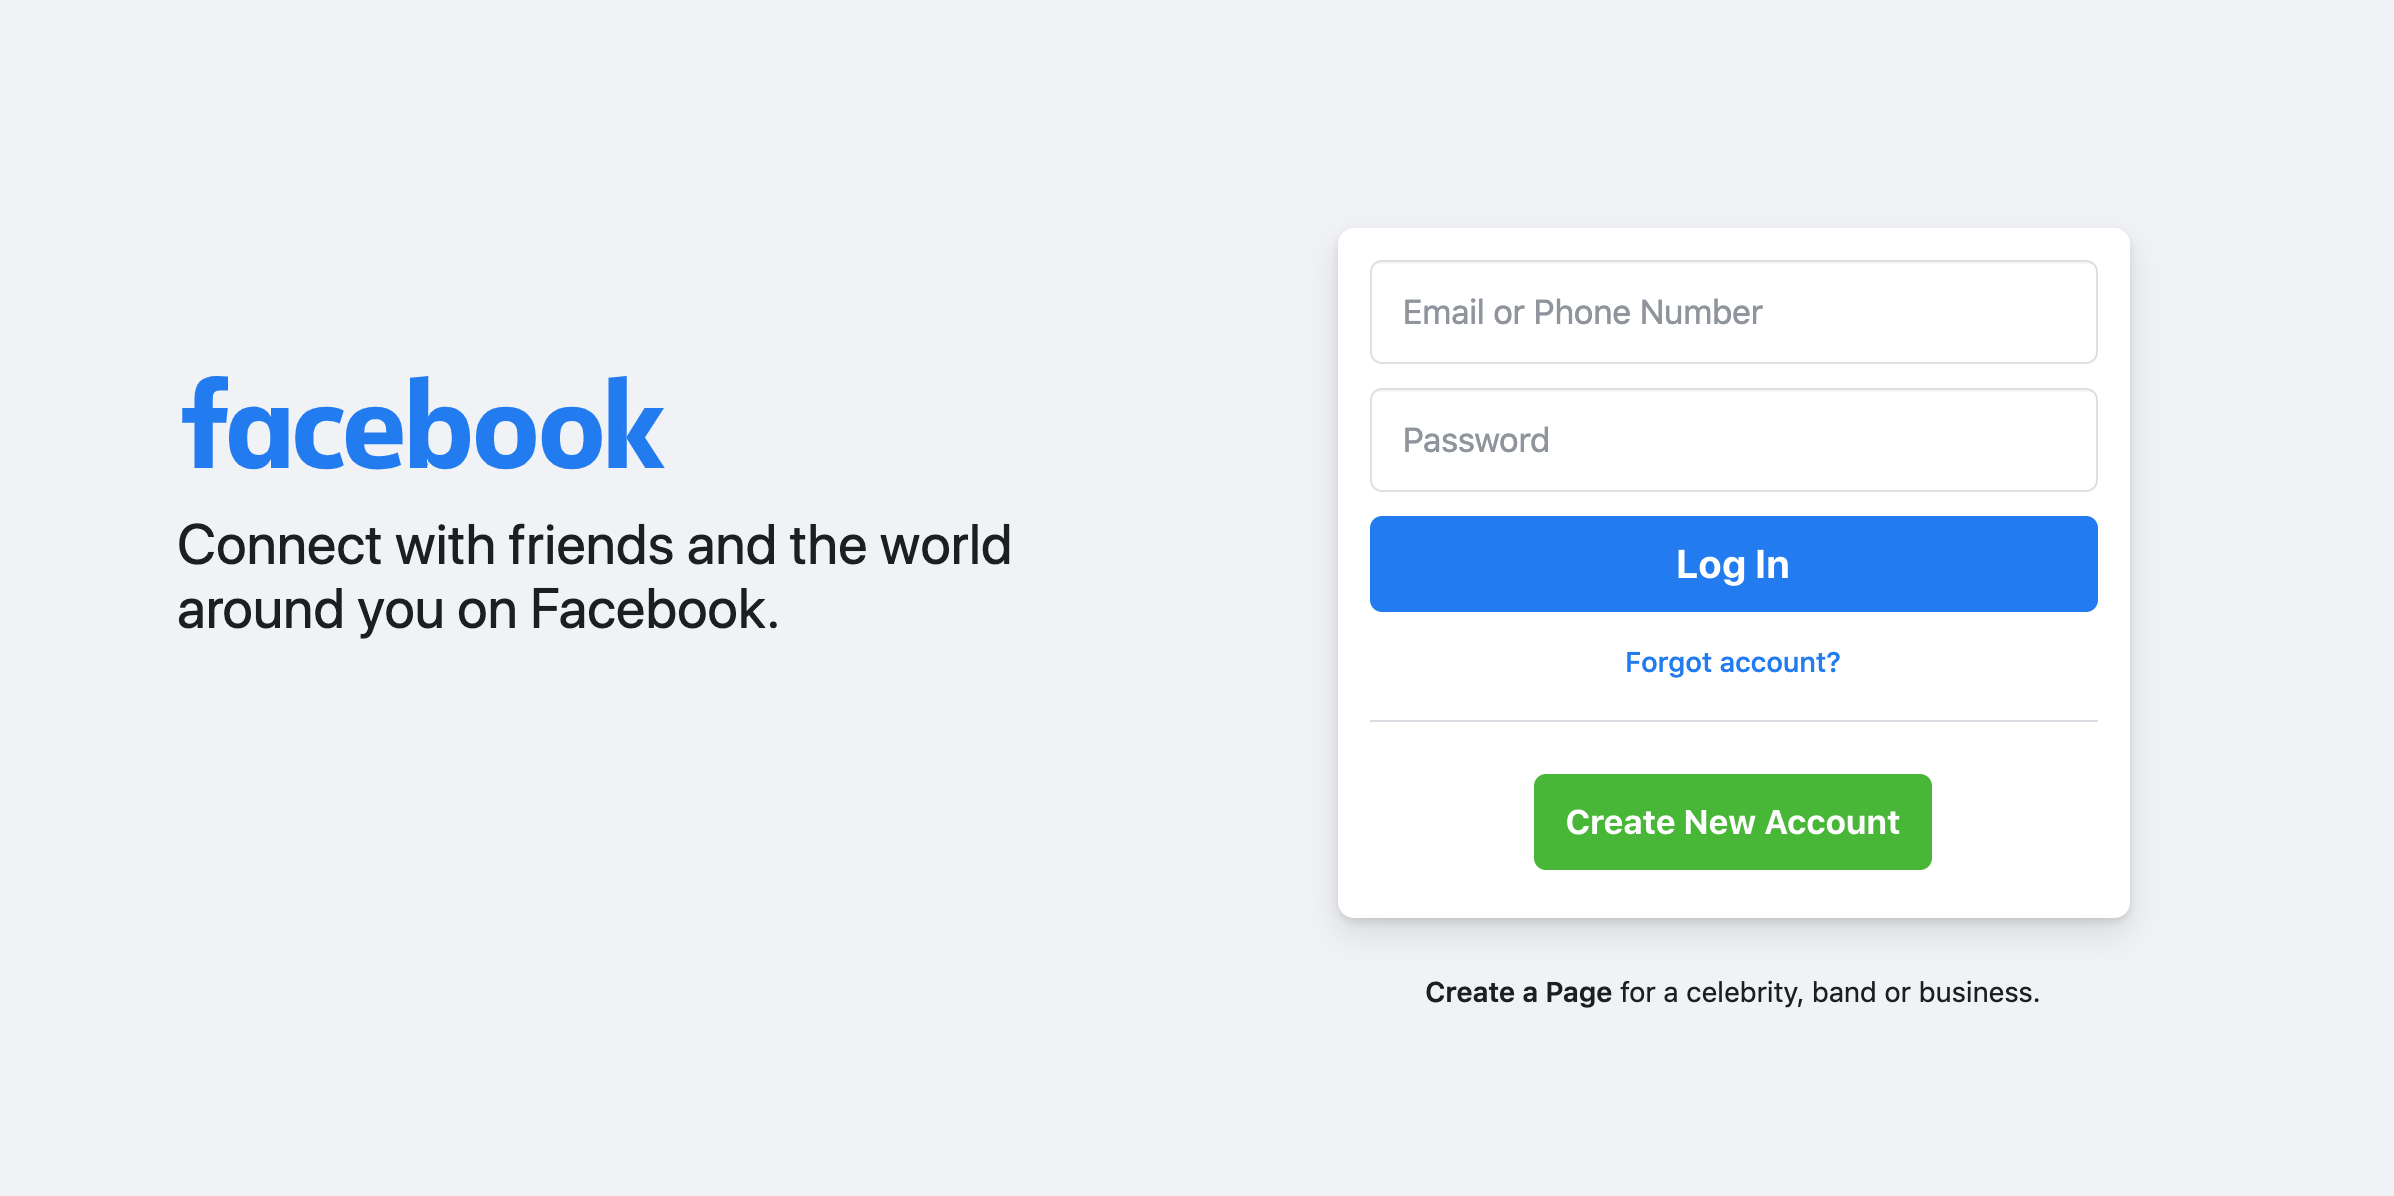 facebook
Connect with friends and the world
around you on Facebook.
Email or Phone Number
Password
Log In
Forgot account?
Create New Account
Create a Page for a celebrity, band or business.